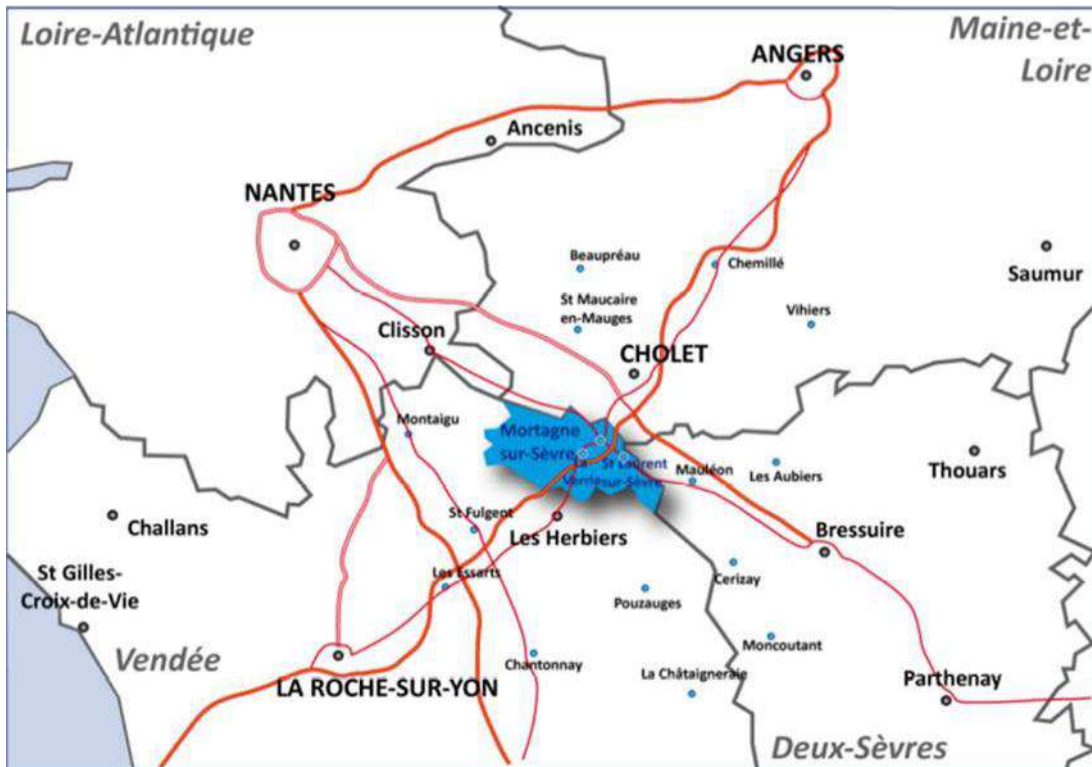 Loire-Atlantique
Maine-et-
Loire
ANGERS
Ancenis
NANTES
Beaupréau
Chemillé
Saumur
St Maucaire
en-Mauges
Vihiers
Clisson
CHOLET
Montaigu
Mortagne
sur-Sèvre
La
Verrie
St Laurent
sur-Sèvre
Mauléon
Les Aubiers
Thouars
Challans
St Fulgent
Les Herbiers
Bressuire
St Gilles-
Croix-de-Vie
Les Essarts
Cerizay
Pouzauges
Vendée
Moncoutant
Chantonnay
La Châtaigneraie
LA ROCHE-SUR-YON
Parthenay
Deux-Sèvres